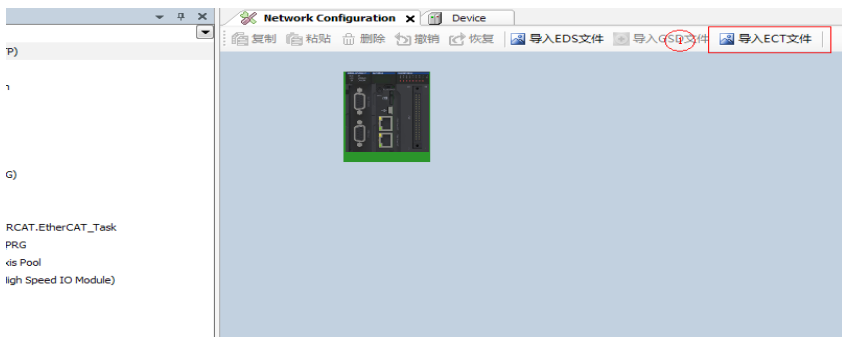 Network Configuration
Device
复制 粘贴 删除 撤销 恢复 导入EDS文件 导入GSD文件 导入ECT文件
1
P)
G)
RCAT.EtherCAT_Task
PRG
xis Pool
ligh Speed IO Module)